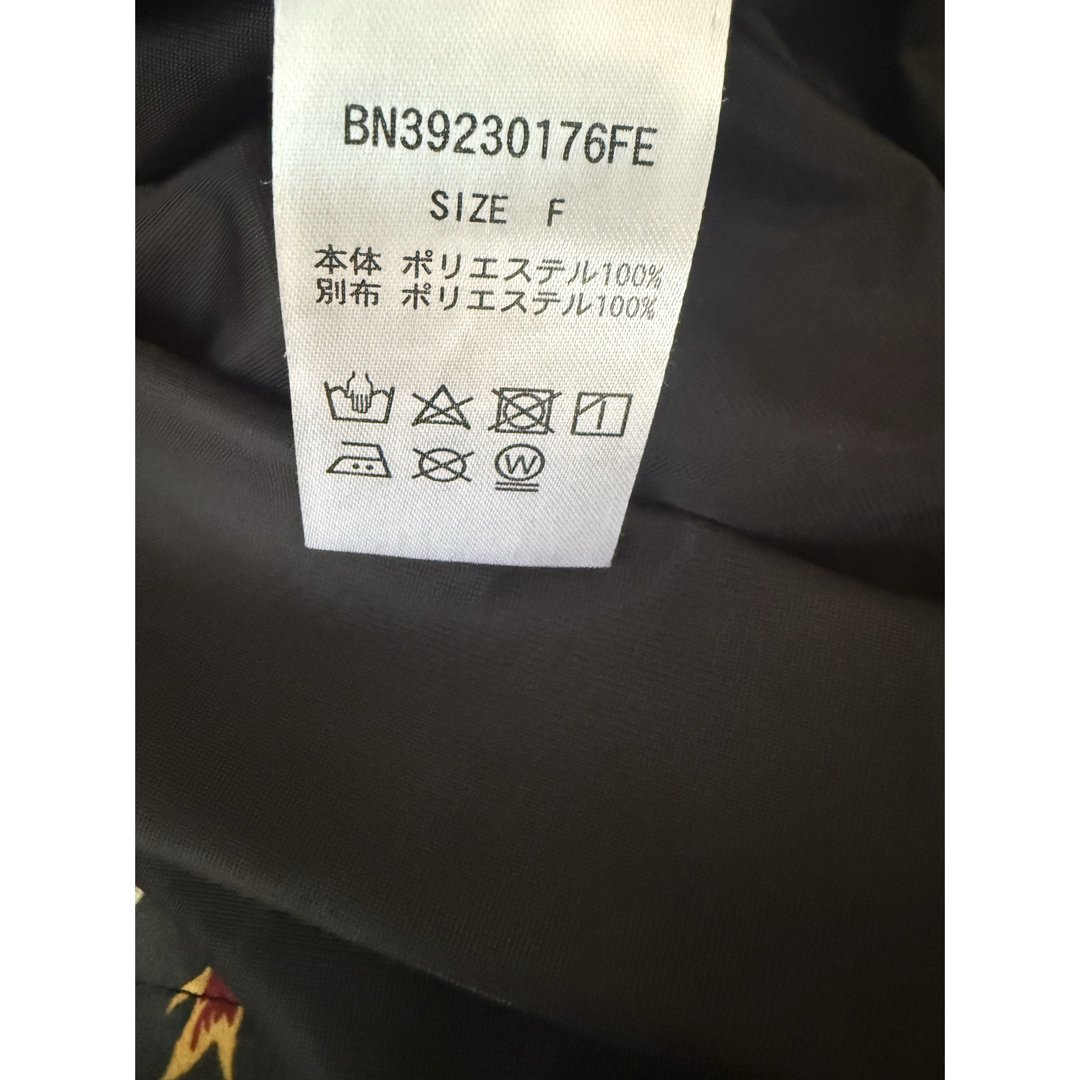 BN39230176FE
SIZE F
本体 ポリエステル100%
別布 ポリエステル100%
W